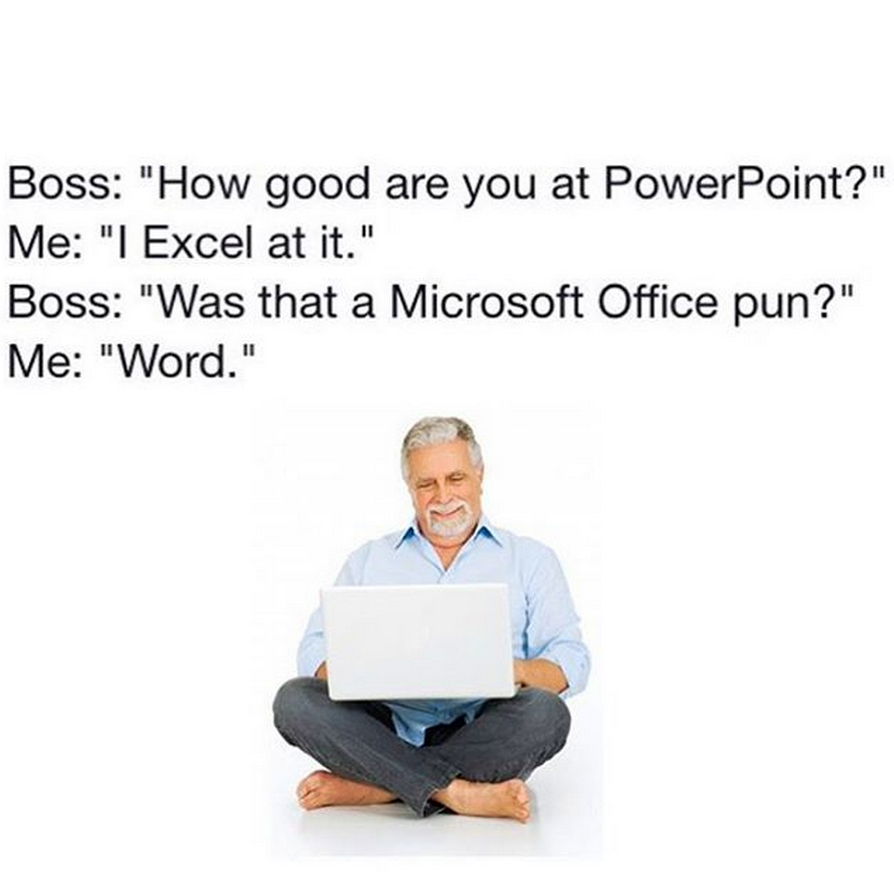 Boss: "How good are you at PowerPoint?"
Me: "I Excel at it."
Boss: "Was that a Microsoft Office pun?"
Me: "Word."